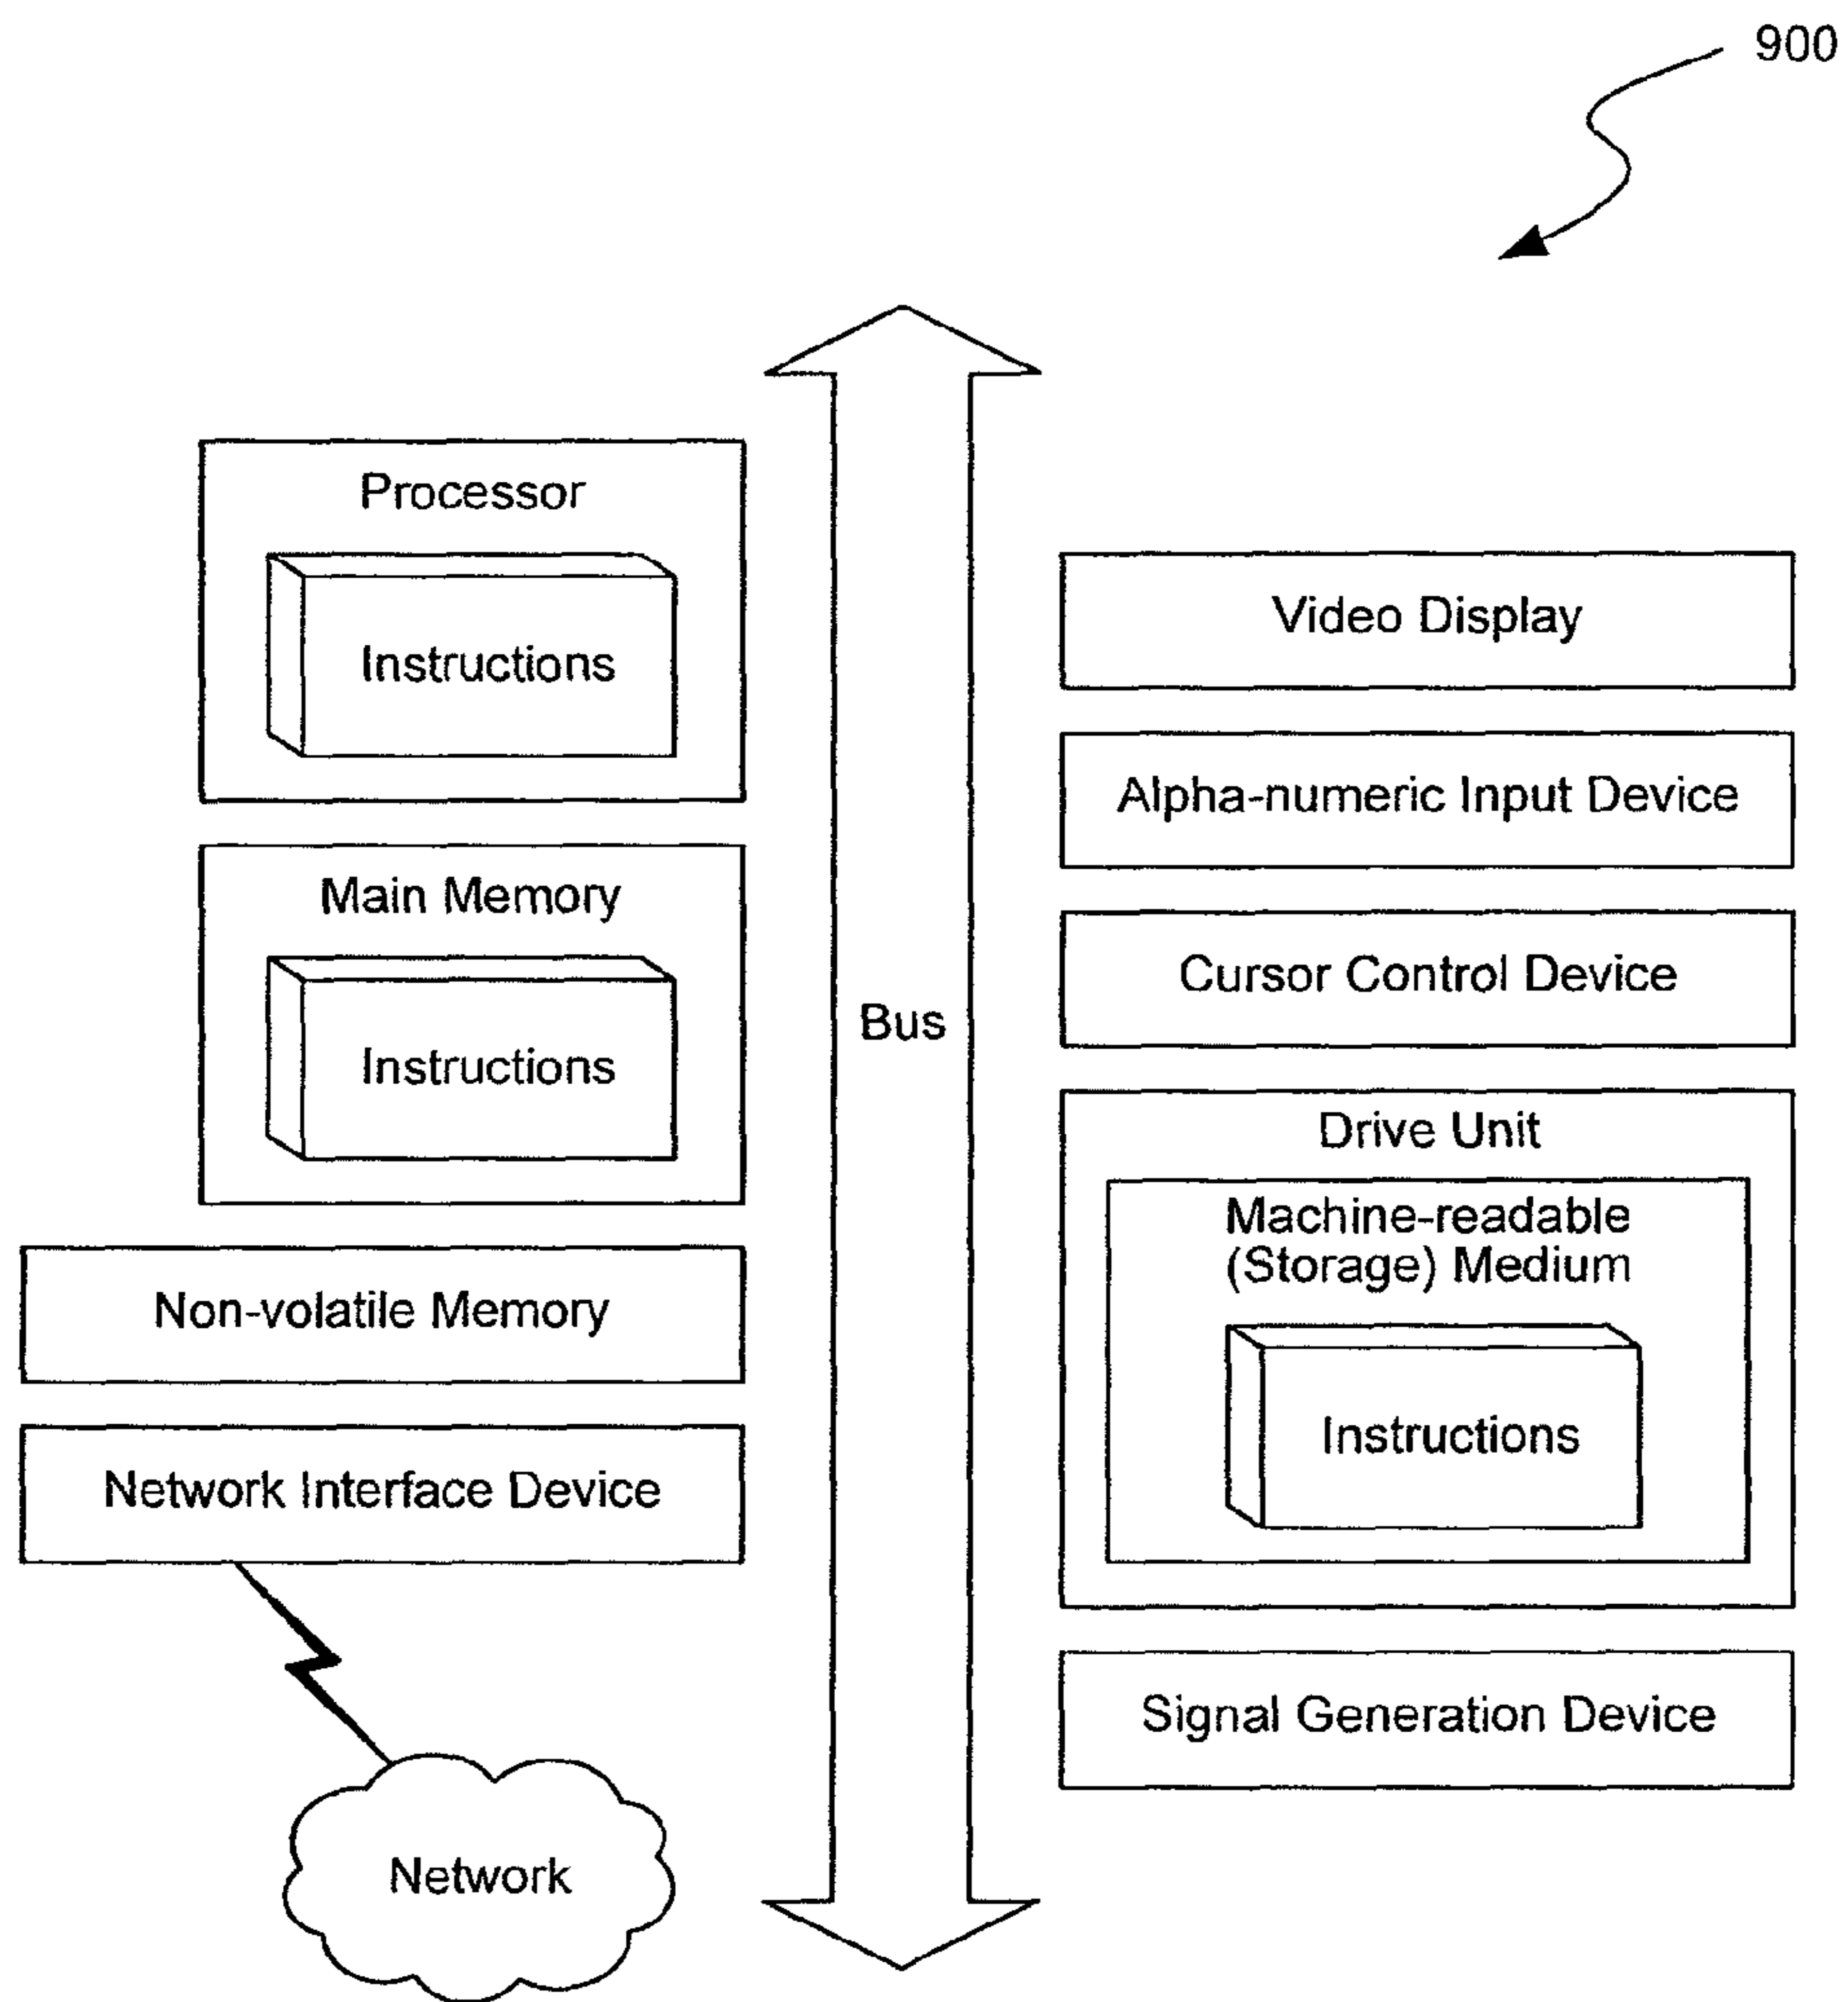 900
Processor
Instructions
Main Memory
Instructions
Non-volatile Memory
Network Interface Device
Network
Bus
Video Display
Alpha-numeric Input Device
Cursor Control Device
Drive Unit
Machine-readable
(Storage) Medium
Instructions
Signal Generation Device